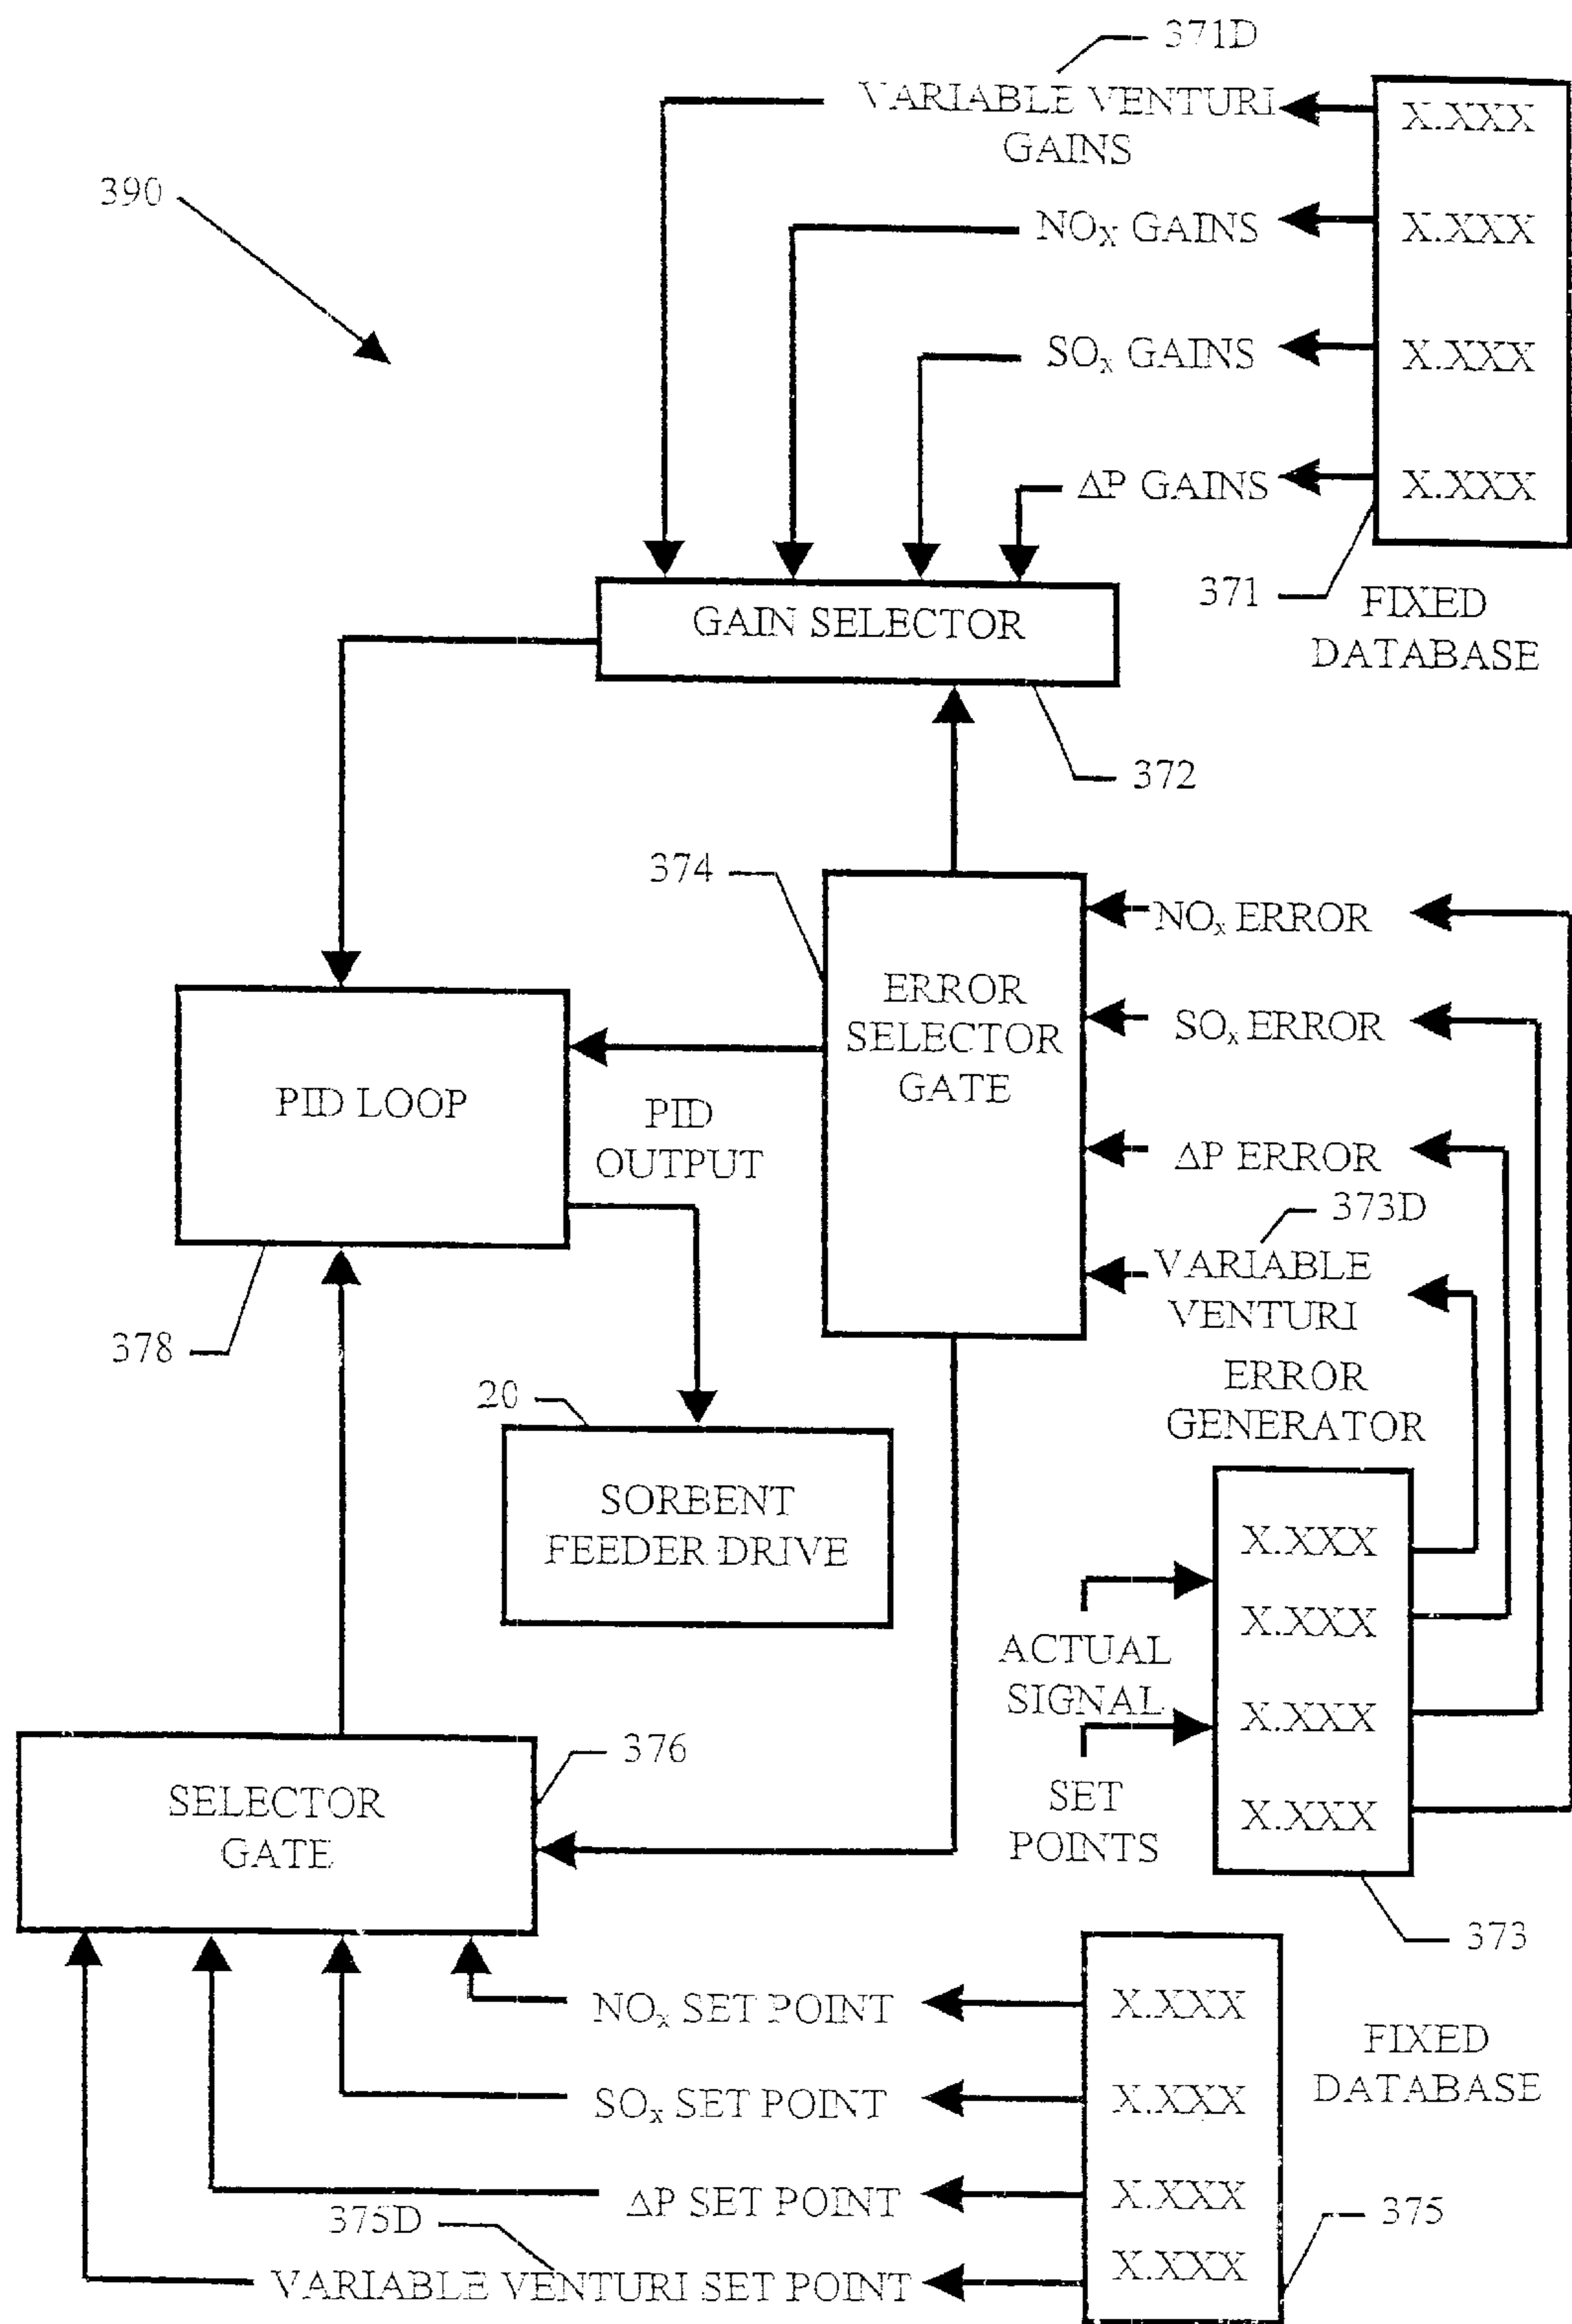 371D
VARIABLE VENTURI
GAINS
X.XXX
390
NOX GAINS
X.XXX
SOx GAINS
X.XXX
ΔP GAINS
X.XXX
371
FIXED
DATABASE
GAIN SELECTOR
372
374
NOx ERROR
ERROR
SELECTOR
GATE
SOx ERROR
PID LOOP
PID
OUTPUT
ΔP ERROR
373D
VARIABLE
VENTURI
378
ERROR
GENERATOR
20
SORBENT
FEEDER DRIVE
X.XXX
X.XXX
ACTUAL
SIGNAL
X.XXX
376
SELECTOR
GATE
SET
POINTS
X.XXX
373
NOx SET POINT
X.XXX
FIXED
DATABASE
SOx SET POINT
X.XXX
ΔP SET POINT
X.XXX
375D
375
VARIABLE VENTURI SET POINT
X.XXX